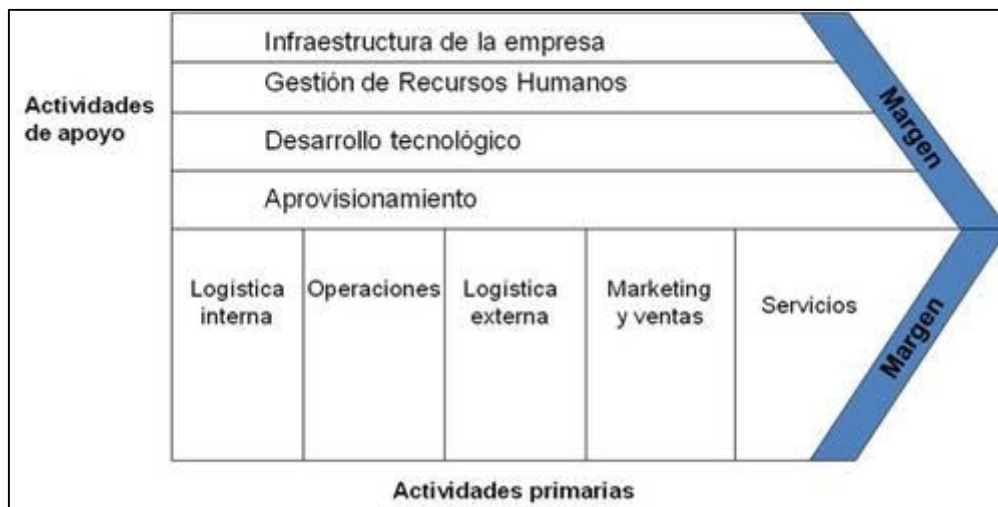 Infraestructura de la empresa
Gestión de Recursos Humanos
Actividades
de apoyo
Desarrollo tecnológico
Aprovisionamiento
Margen
Logística
interna
Operaciones
Logística
externa
Marketing
y ventas
Servicios
Margen
Actividades primarias